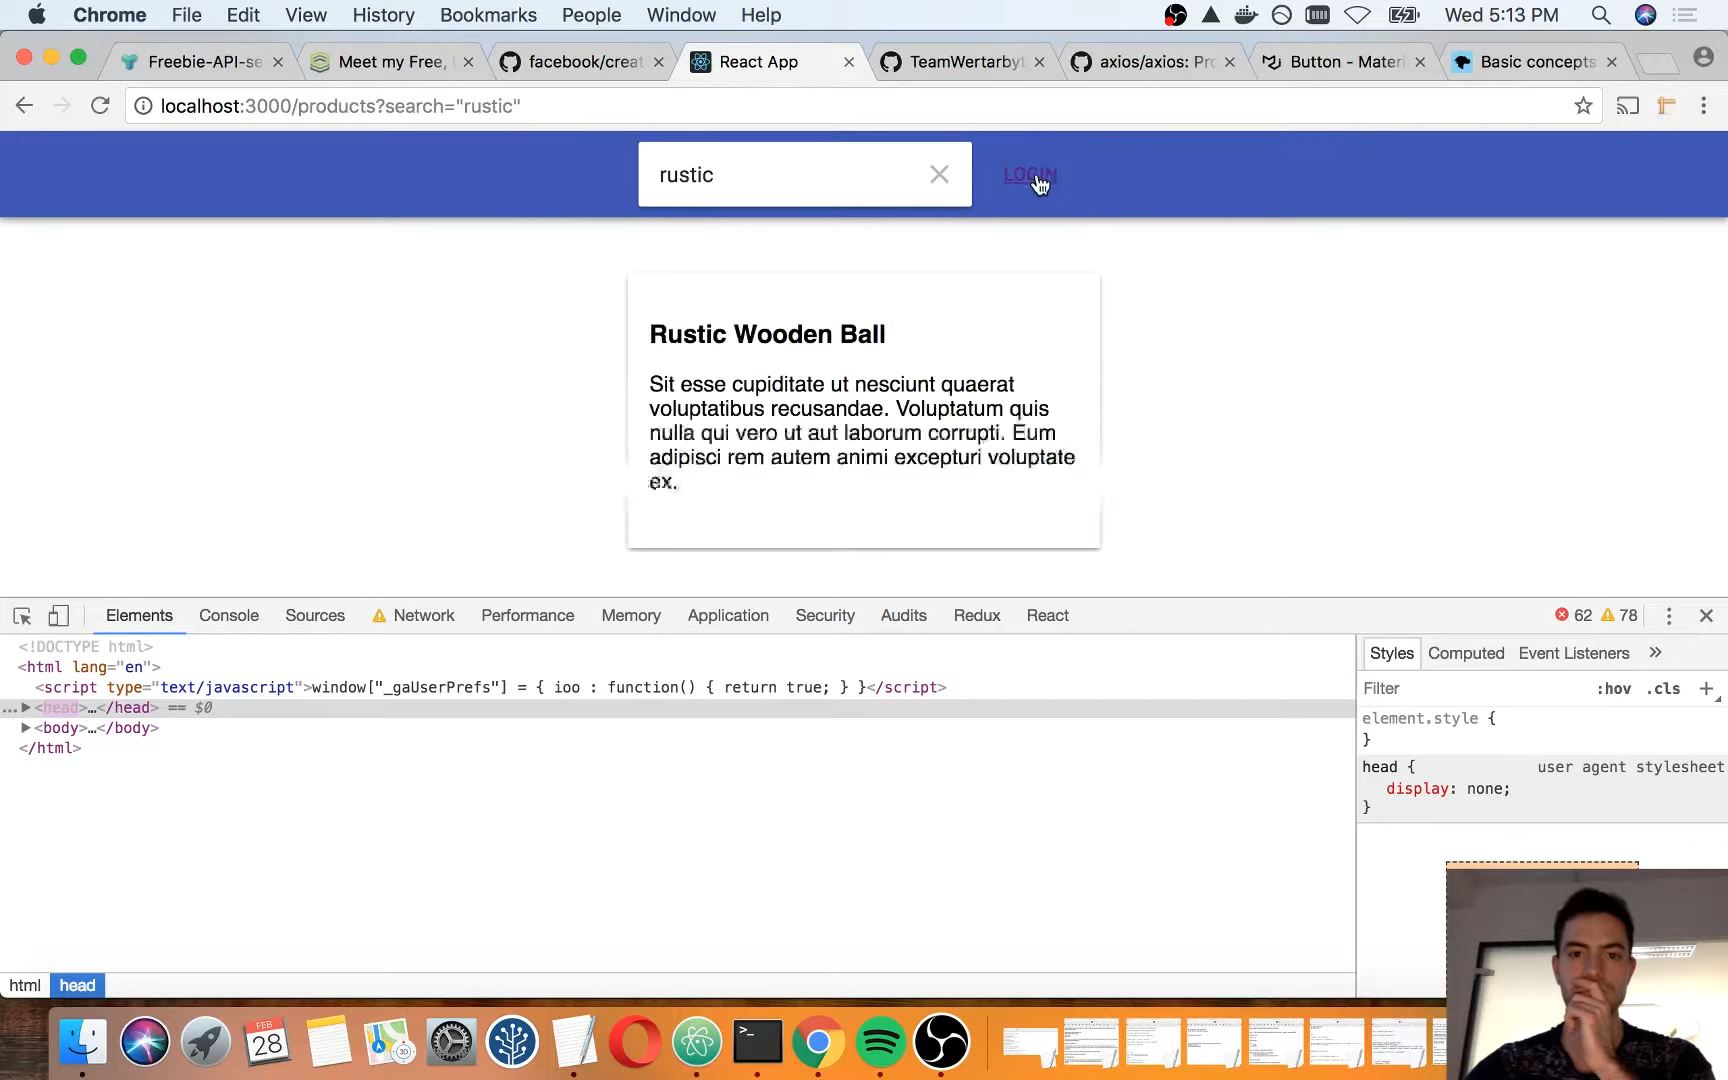 Chrome File Edit View History Bookmarks People Window Help Wed 5:13 PM
Freebie-API-se Meet my Free, facebook/creat React App TeamWertarbyt axios/axios: Pro Button - Materi Basic concepts
localhost:3000/products?search="rustic"
rustic
LOGIN
Rustic Wooden Ball
Sit esse cupiditate ut nesciunt quaerat
voluptatibus recusandae. Voluptatum quis
nulla qui vero ut aut laborum corrupti. Eum
adipisci rem autem animi excepturi voluptate
ex.
Elements Console Sources Network Performance Memory Application Security Audits Redux React 62 78
<!DOCTYPE html>
<html lang="en">
<script type="text/javascript">window["_gaUserPrefs"] = { ioo : function() { return true; } }</script>
… <head>…</head> == $0
<body>…</body>
</html>
Styles Computed Event Listeners »
Filter :hov .cls +
element.style {
}
head { user agent stylesheet
display: none;
}
html head
FEB
28